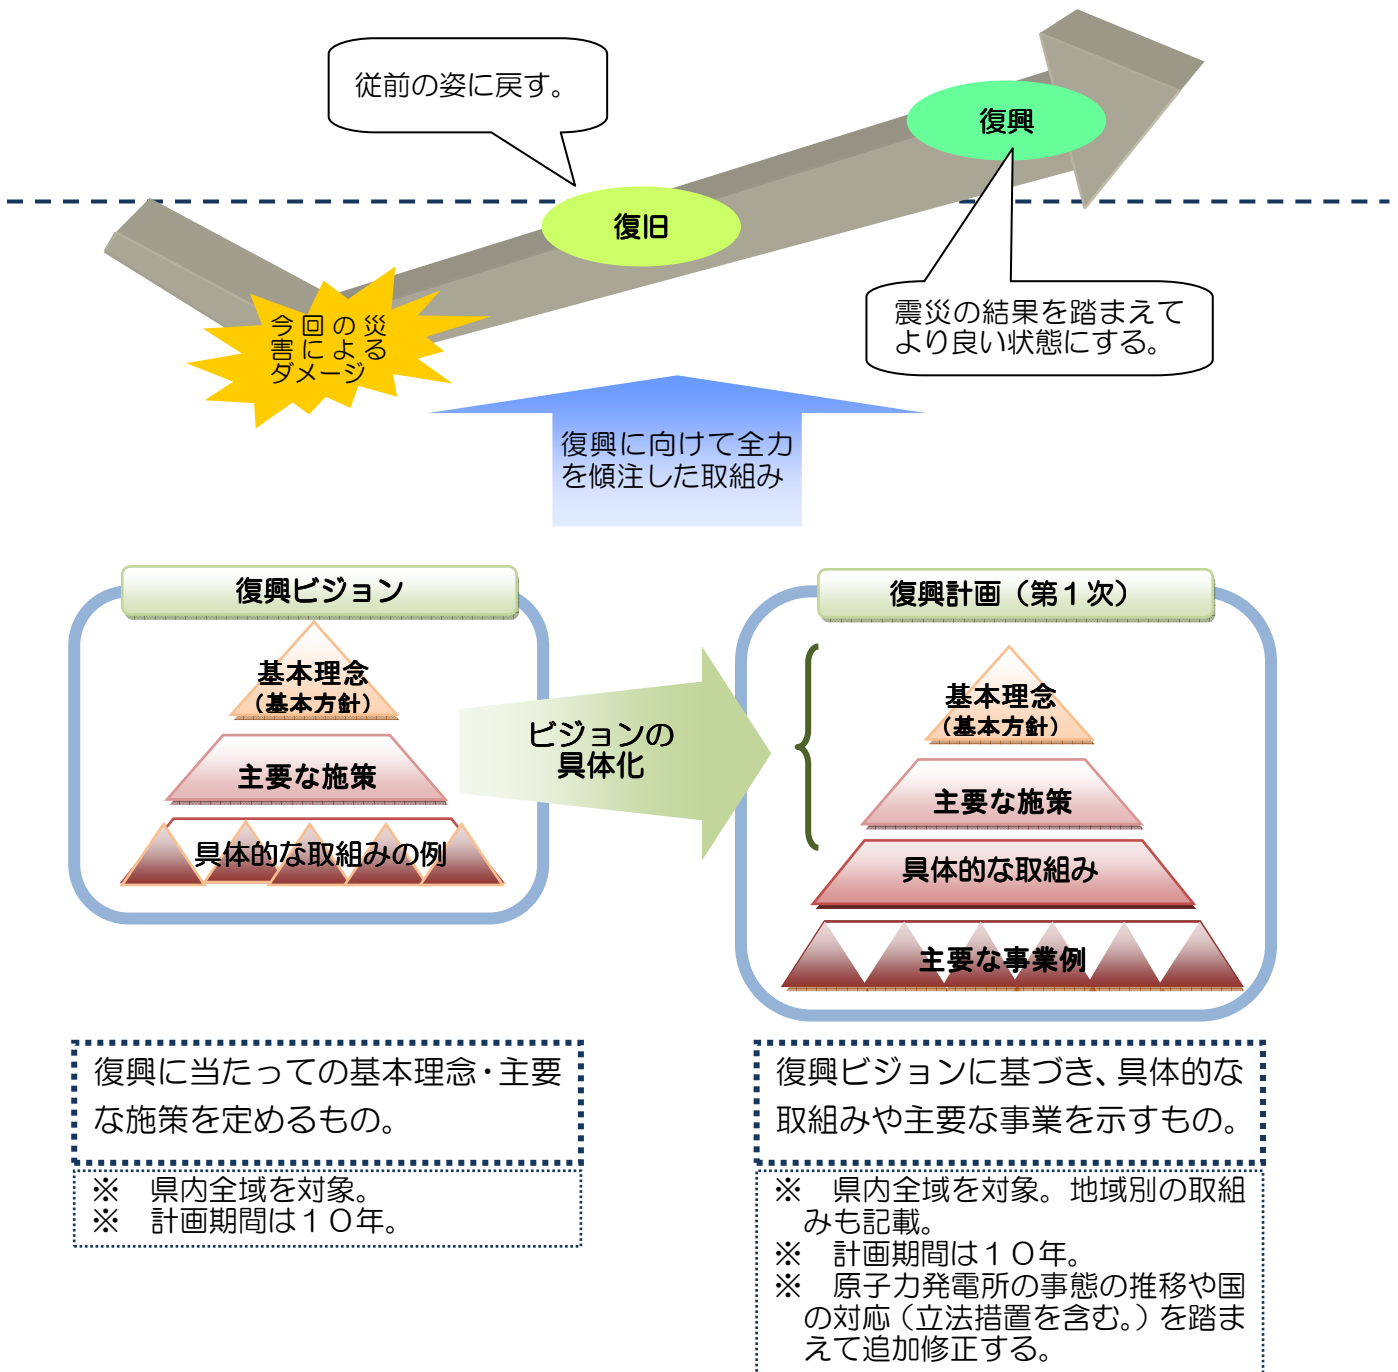 従前の姿に戻す。
復興
復旧
震災の結果を踏まえて
より良い状態にする。
今回の災
害による
ダメージ
復興に向けて全力
を傾注した取組み
復興ビジョン
基本理念
（基本方針）
主要な施策
具体的な取組みの例
ビジョンの
具体化
復興計画（第１次）
基本理念
（基本方針）
主要な施策
具体的な取組み
主要な事業例
復興に当たっての基本理念・主要
な施策を定めるもの。
※　県内全域を対象。
※　計画期間は１０年。
復興ビジョンに基づき、具体的な
取組みや主要な事業を示すもの。
※　県内全域を対象。地域別の取組
みも記載。
※　計画期間は１０年。
※　原子力発電所の事態の推移や国
の対応（立法措置を含む。）を踏ま
えて追加修正する。